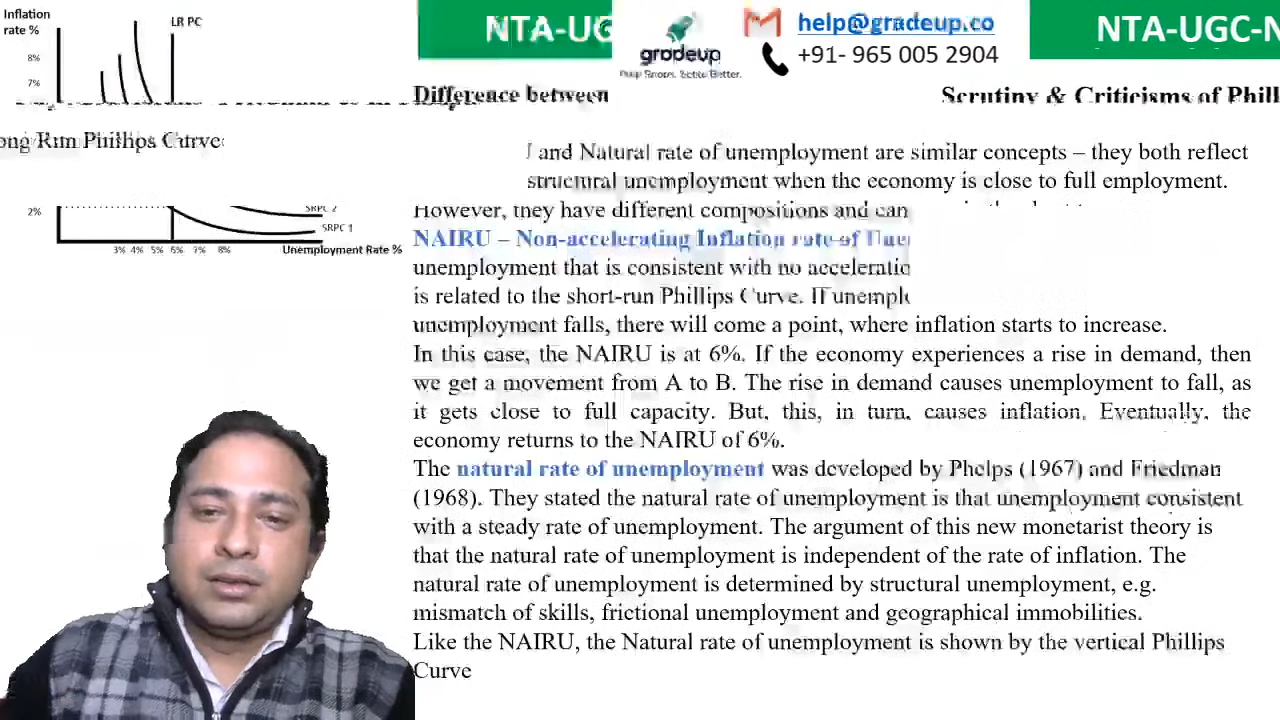 Inflation
rate %
LR PC
8%
7%
NTA-UG
gradeup
help@gradeup.co
+91- 965 005 2904
NTA-UGC-N
Difference between
Scrutiny & Criticisms of Phill
ong Run Phillips Curve
and Natural rate of unemployment are similar concepts – they both reflect
structural unemployment when the economy is close to full employment.
However, they have different compositions and can
2%
SRPC 2
SRPC 1
3% 4% 5% 6% 7% 8%
Unemployment Rate %
NAIRU – Non-accelerating Inflation rate of Une
unemployment that is consistent with no acceleratio
is related to the short-run Phillips Curve. If unempl
unemployment falls, there will come a point, where inflation starts to increase.
In this case, the NAIRU is at 6%. If the economy experiences a rise in demand, then
we get a movement from A to B. The rise in demand causes unemployment to fall, as
it gets close to full capacity. But, this, in turn, causes inflation. Eventually, the
economy returns to the NAIRU of 6%.
The natural rate of unemployment was developed by Phelps (1967) and Friedman
(1968). They stated the natural rate of unemployment is that unemployment consistent
with a steady rate of unemployment. The argument of this new monetarist theory is
that the natural rate of unemployment is independent of the rate of inflation. The
natural rate of unemployment is determined by structural unemployment, e.g.
mismatch of skills, frictional unemployment and geographical immobilities.
Like the NAIRU, the Natural rate of unemployment is shown by the vertical Phillips
Curve